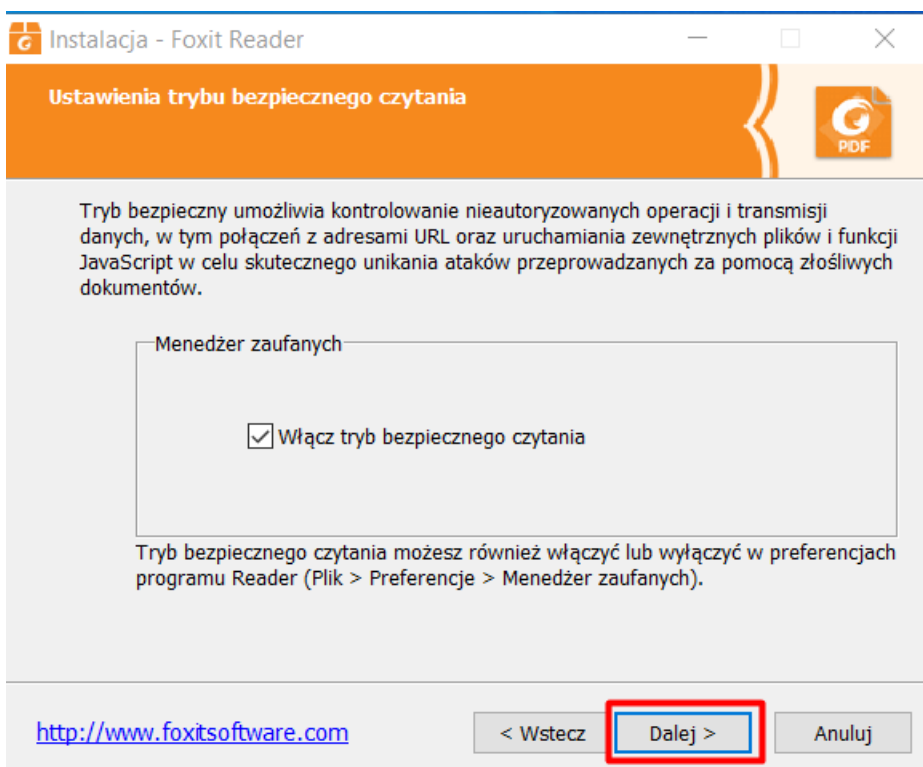 Instalacja - Foxit Reader
Ustawienia trybu bezpiecznego czytania
PDF
Tryb bezpieczny umożliwia kontrolowanie nieautoryzowanych operacji i transmisji
danych, w tym połączeń z adresami URL oraz uruchamiania zewnętrznych plików i funkcji
JavaScript w celu skutecznego unikania ataków przeprowadzanych za pomocą złośliwych
dokumentów.
Menedżer zaufanych
Włącz tryb bezpiecznego czytania
Tryb bezpiecznego czytania możesz również włączyć lub wyłączyć w preferencjach
programu Reader (Plik > Preferencje > Menedżer zaufanych).
http://www.foxitsoftware.com
< Wstecz
Dalej >
Anuluj